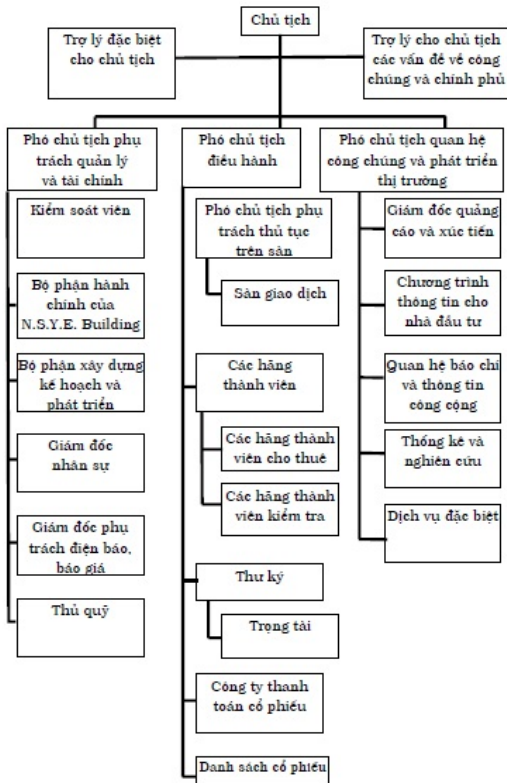 Chủ tịch
Trợ lý đặc biệt
cho chủ tịch
Trợ lý cho chủ tịch
các vấn đề về công
chúng và chính phủ
Phó chủ tịch phụ
trách quản lý
và tài chính
Phó chủ tịch
điều hành
Phó chủ tịch quan hệ
công chúng và phát triển
thị trường
Kiểm soát viên
Bộ phận hành
chính của
N.S.Y.E. Building
Bộ phận xây dựng
kế hoạch và
phát triển
Giám đốc
nhân sự
Giám đốc phụ
trách điện báo,
báo giá
Thủ quỹ
Phó chủ tịch phụ
trách thủ tục
trên sàn
Sàn giao dịch
Các hãng
thành viên
Các hãng thành
viên cho thuê
Các hãng thành
viên kiểm tra
Thư ký
Trọng tài
Công ty thanh
toán cổ phiếu
Danh sách cổ phiếu
Giám đốc quảng
cáo và xúc tiến
Chương trình
thông tin cho
nhà đầu tư
Quan hệ báo chí
và thông tin
công cộng
Thống kê và
nghiên cứu
Dịch vụ đặc biệt